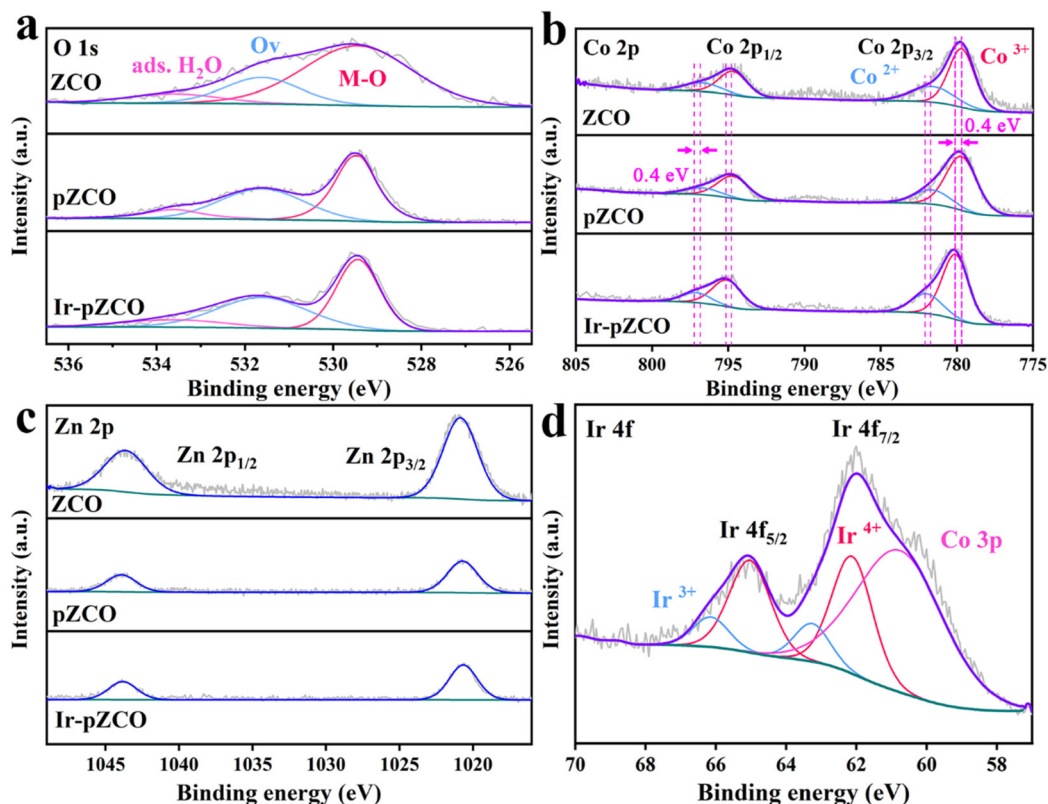 a
O 1s
Ov
ads. H₂O
M-O
ZCO
pZCO
Ir-pZCO
536 534 532 530 528 526
Binding energy (eV)
Intensity (a.u.)
b
Co 2p
Co 2p₁/₂
Co 2p₃/₂
Co ³⁺
Co ²⁺
ZCO
0.4 eV
0.4 eV
pZCO
Ir-pZCO
805 800 795 790 785 780 775
Binding energy (eV)
Intensity (a.u.)
c
Zn 2p
Zn 2p₁/₂
Zn 2p₃/₂
ZCO
pZCO
Ir-pZCO
1045 1040 1035 1030 1025 1020
Binding energy (eV)
Intensity (a.u.)
d
Ir 4f
Ir 4f₇/₂
Ir 4f₅/₂
Ir ⁴⁺
Co 3p
Ir ³⁺
70 68 66 64 62 60 58
Binding energy (eV)
Intensity (a.u.)